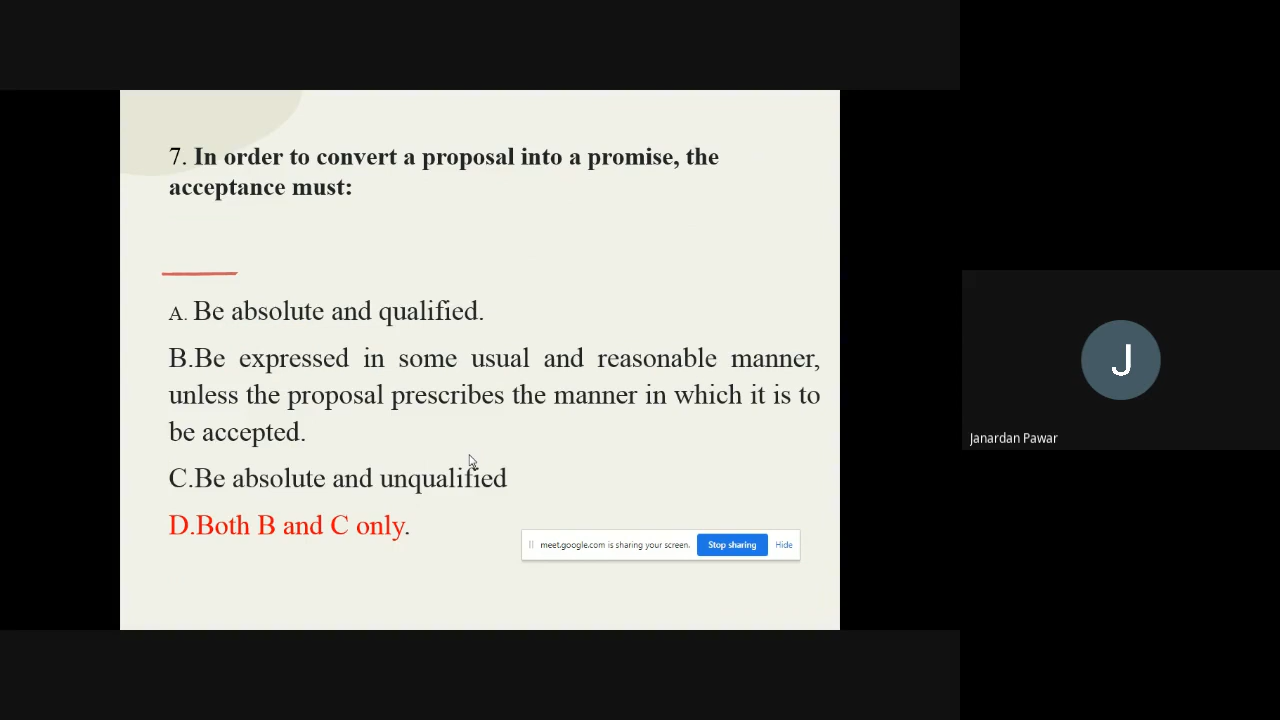 7. In order to convert a proposal into a promise, the
acceptance must:
A. Be absolute and qualified.
B.Be expressed in some usual and reasonable manner,
unless the proposal prescribes the manner in which it is to
be accepted.
C.Be absolute and unqualified
D.Both B and C only.
meet.google.com is sharing your screen. Stop sharing Hide
J
Janardan Pawar